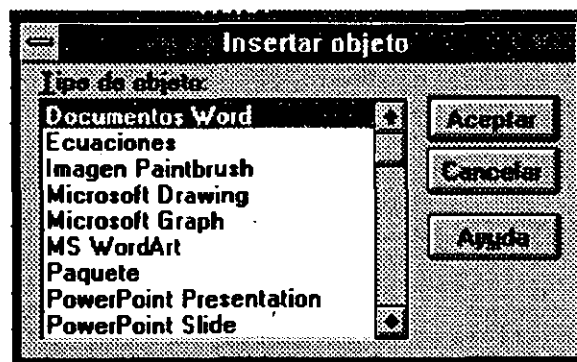 Insertar objeto
Tipo de objeto:
Documentos Word
Ecuaciones
Imagen Paintbrush
Microsoft Drawing
Microsoft Graph
MS WordArt
Paquete
PowerPoint Presentation
PowerPoint Slide
Aceptar
Cancelar
Ayuda